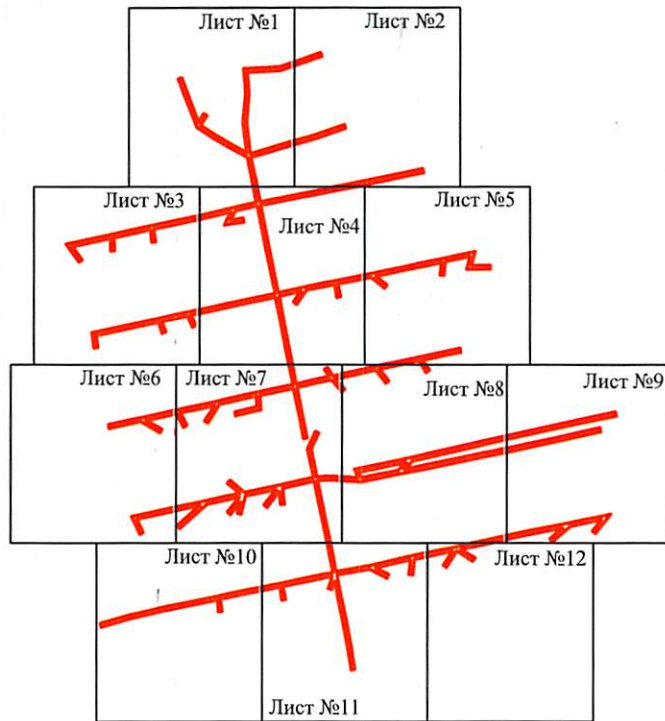 Лист №1
Лист №2
Лист №3
Лист №4
Лист №5
Лист №6
Лист №7
Лист №8
Лист №9
Лист №10
Лист №12
Лист №11